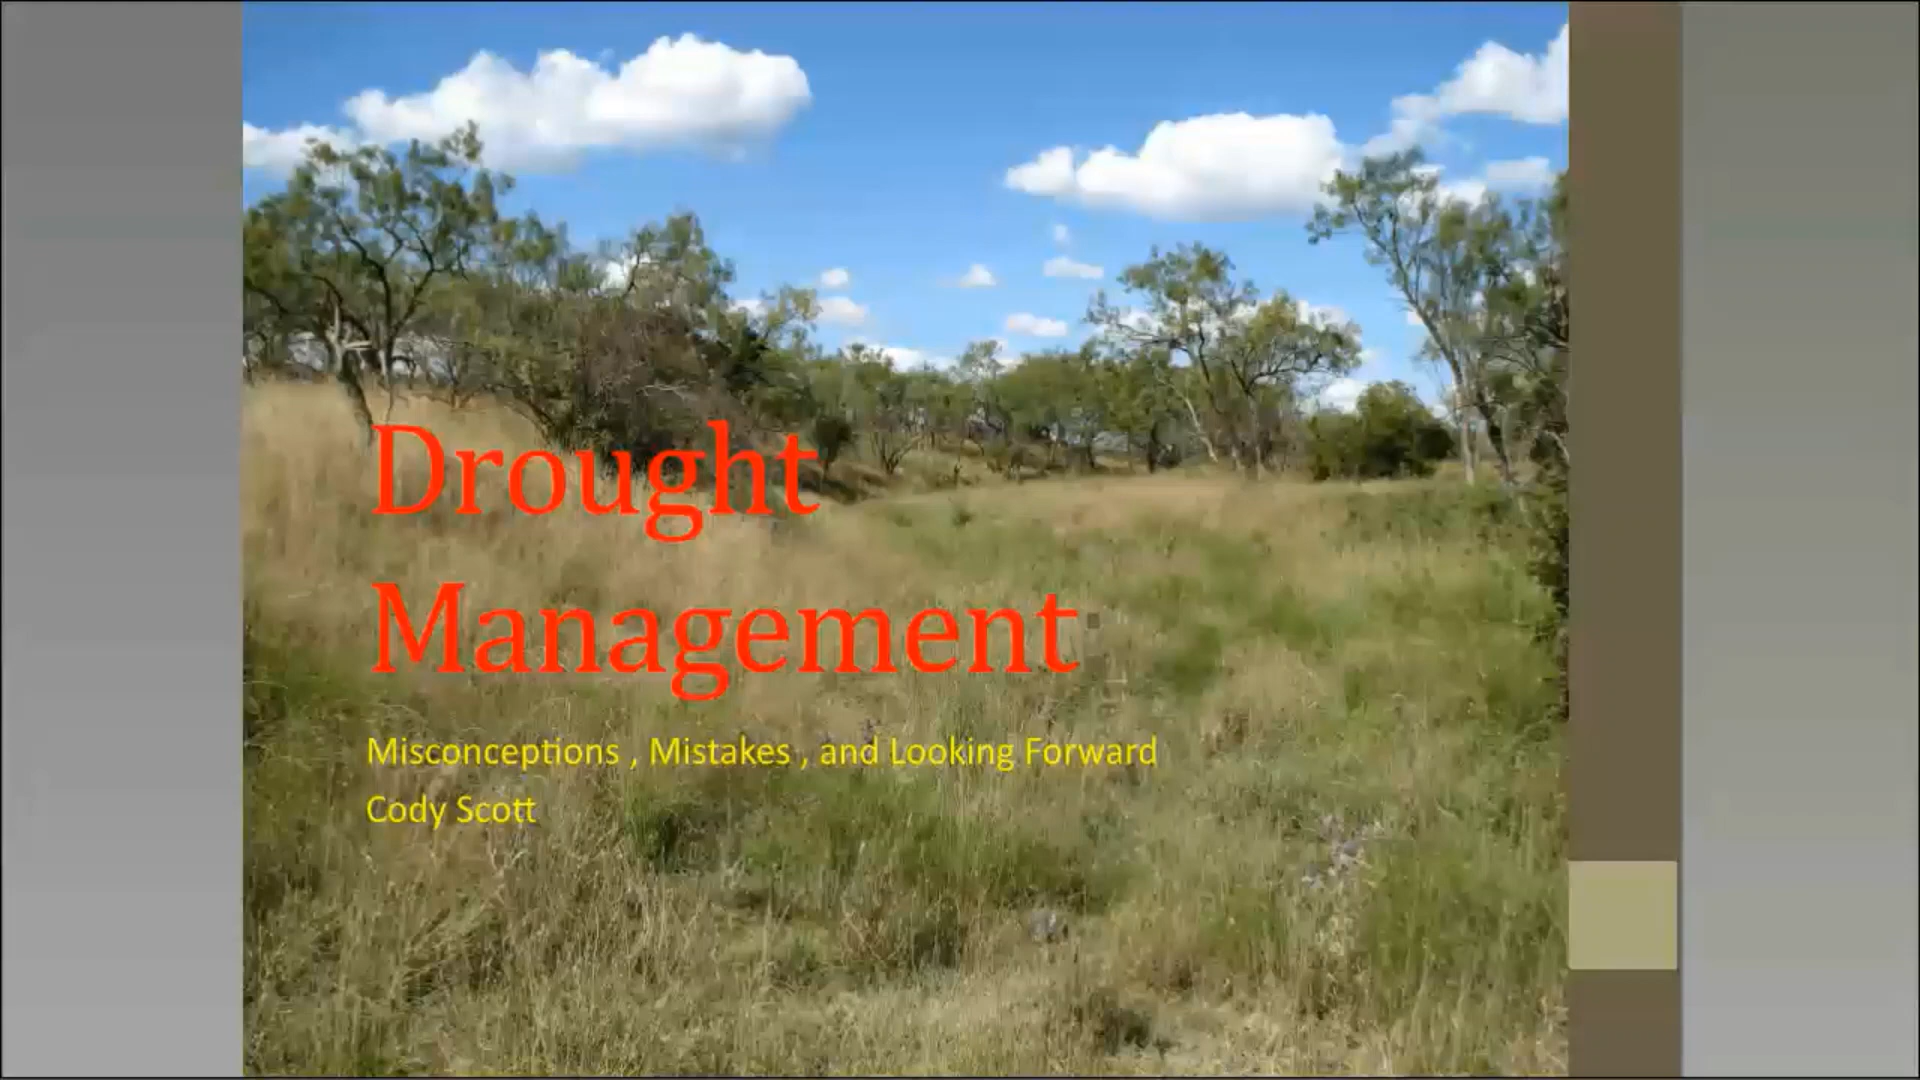 Drought
Management
Misconceptions , Mistakes , and Looking Forward
Cody Scott